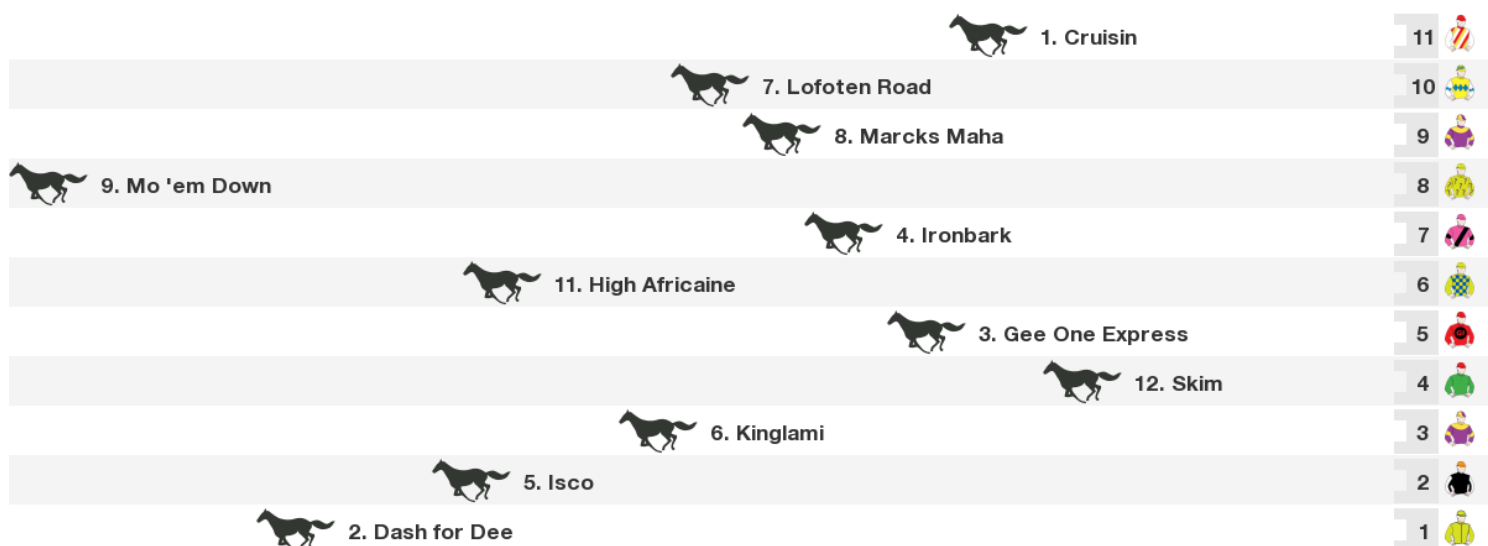 1. Cruisin 11
7. Lofoten Road 10
8. Marcks Maha 9
9. Mo 'em Down 8
4. Ironbark 7
11. High Africaine 6
3. Gee One Express 5
12. Skim 4
6. Kinglami 3
5. Isco 2
2. Dash for Dee 1